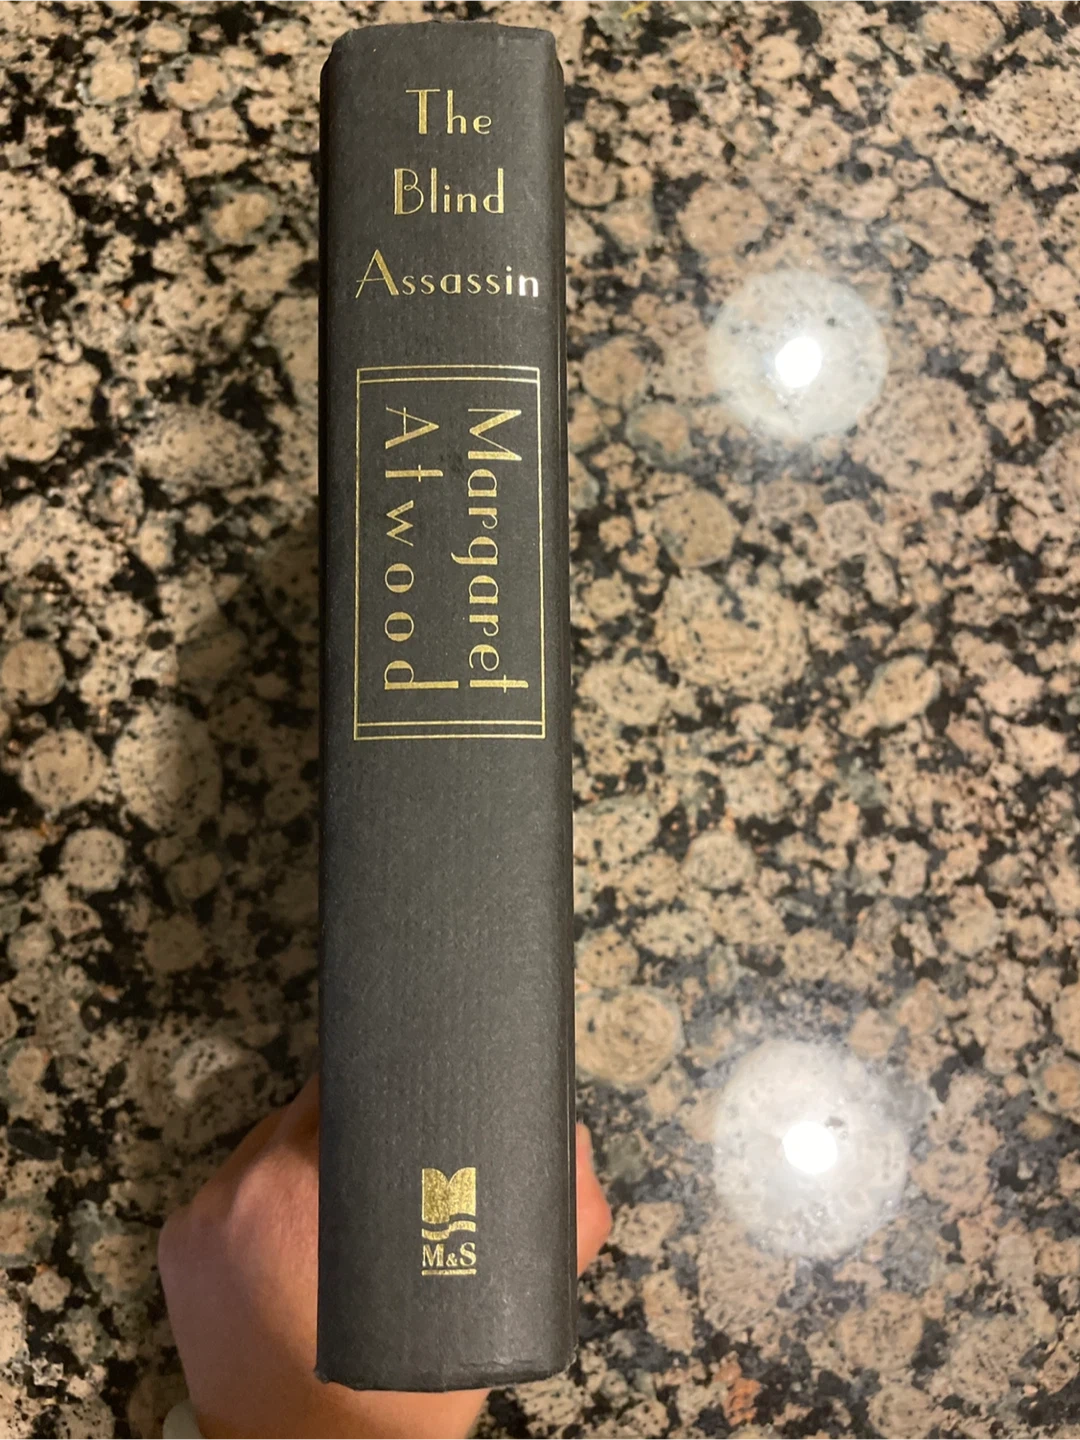 The
Blind
Assassin
Margaret
Atwood
M&S